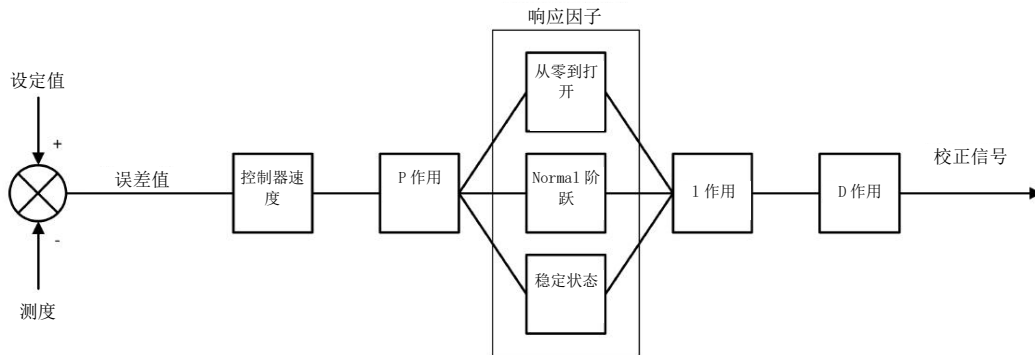 响应因子
设定值
从零到打
开
+
误差值
控制器速
度
P 作用
Normal 阶
跃
1 作用
D 作用
校正信号
-
稳定状态
测度